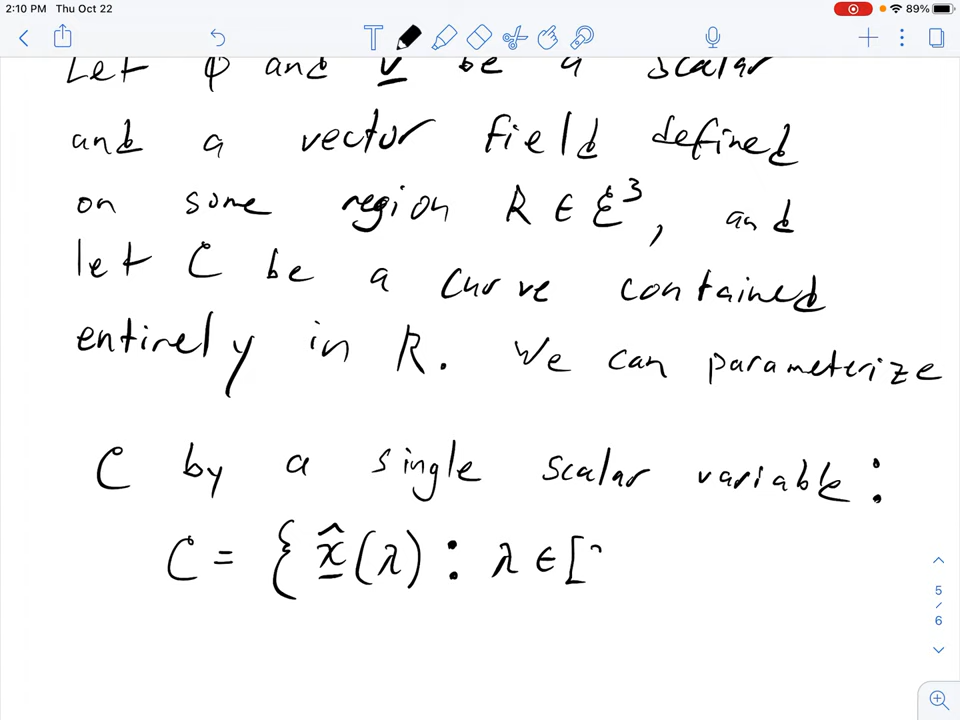 2:10 PM Thu Oct 22 89%
Let φ and v be a scalar
and a vector field defined
on some region R ∈ ℰ³, and
let C be a curve contained
entirely in R. We can parameterize
C by a single scalar variable:
C = { x̲̂(λ) : λ ∈ [
5
/
6